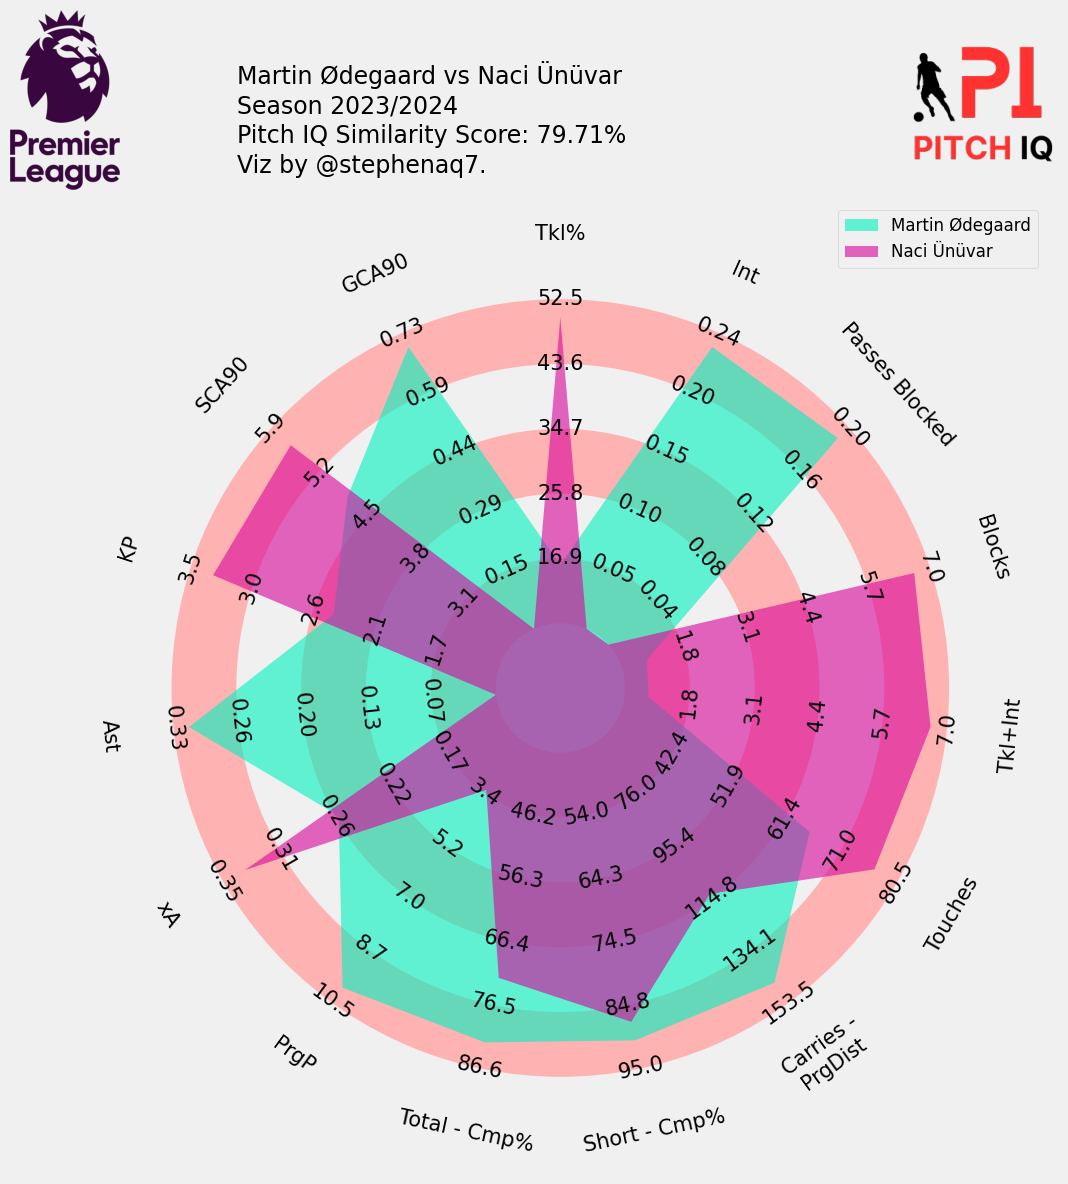 Martin Ødegaard vs Naci Ünüvar
Season 2023/2024
Pitch IQ Similarity Score: 79.71%
Viz by @stephenaq7.
Premier
League
PI
PITCH IQ
Martin Ødegaard
Naci Ünüvar
Tkl%
52.5
43.6
34.7
25.8
16.9
Int
0.24
0.20
0.15
0.10
0.05
Passes Blocked
0.20
0.16
0.12
0.08
0.04
Blocks
7.0
5.7
4.4
3.1
1.8
Tkl+Int
7.0
5.7
4.4
3.1
1.8
Touches
80.5
71.0
61.4
51.9
42.4
Carries -
PrgDist
153.5
134.1
114.8
95.4
76.0
Short - Cmp%
95.0
84.8
74.5
64.3
54.0
Total - Cmp%
86.6
76.5
66.4
56.3
46.2
PrgP
10.5
8.7
7.0
5.2
3.4
xA
0.35
0.31
0.26
0.22
0.17
Ast
0.33
0.26
0.20
0.13
0.07
KP
3.5
3.0
2.6
2.1
1.7
SCA90
5.9
5.2
4.5
3.8
3.1
GCA90
0.73
0.59
0.44
0.29
0.15